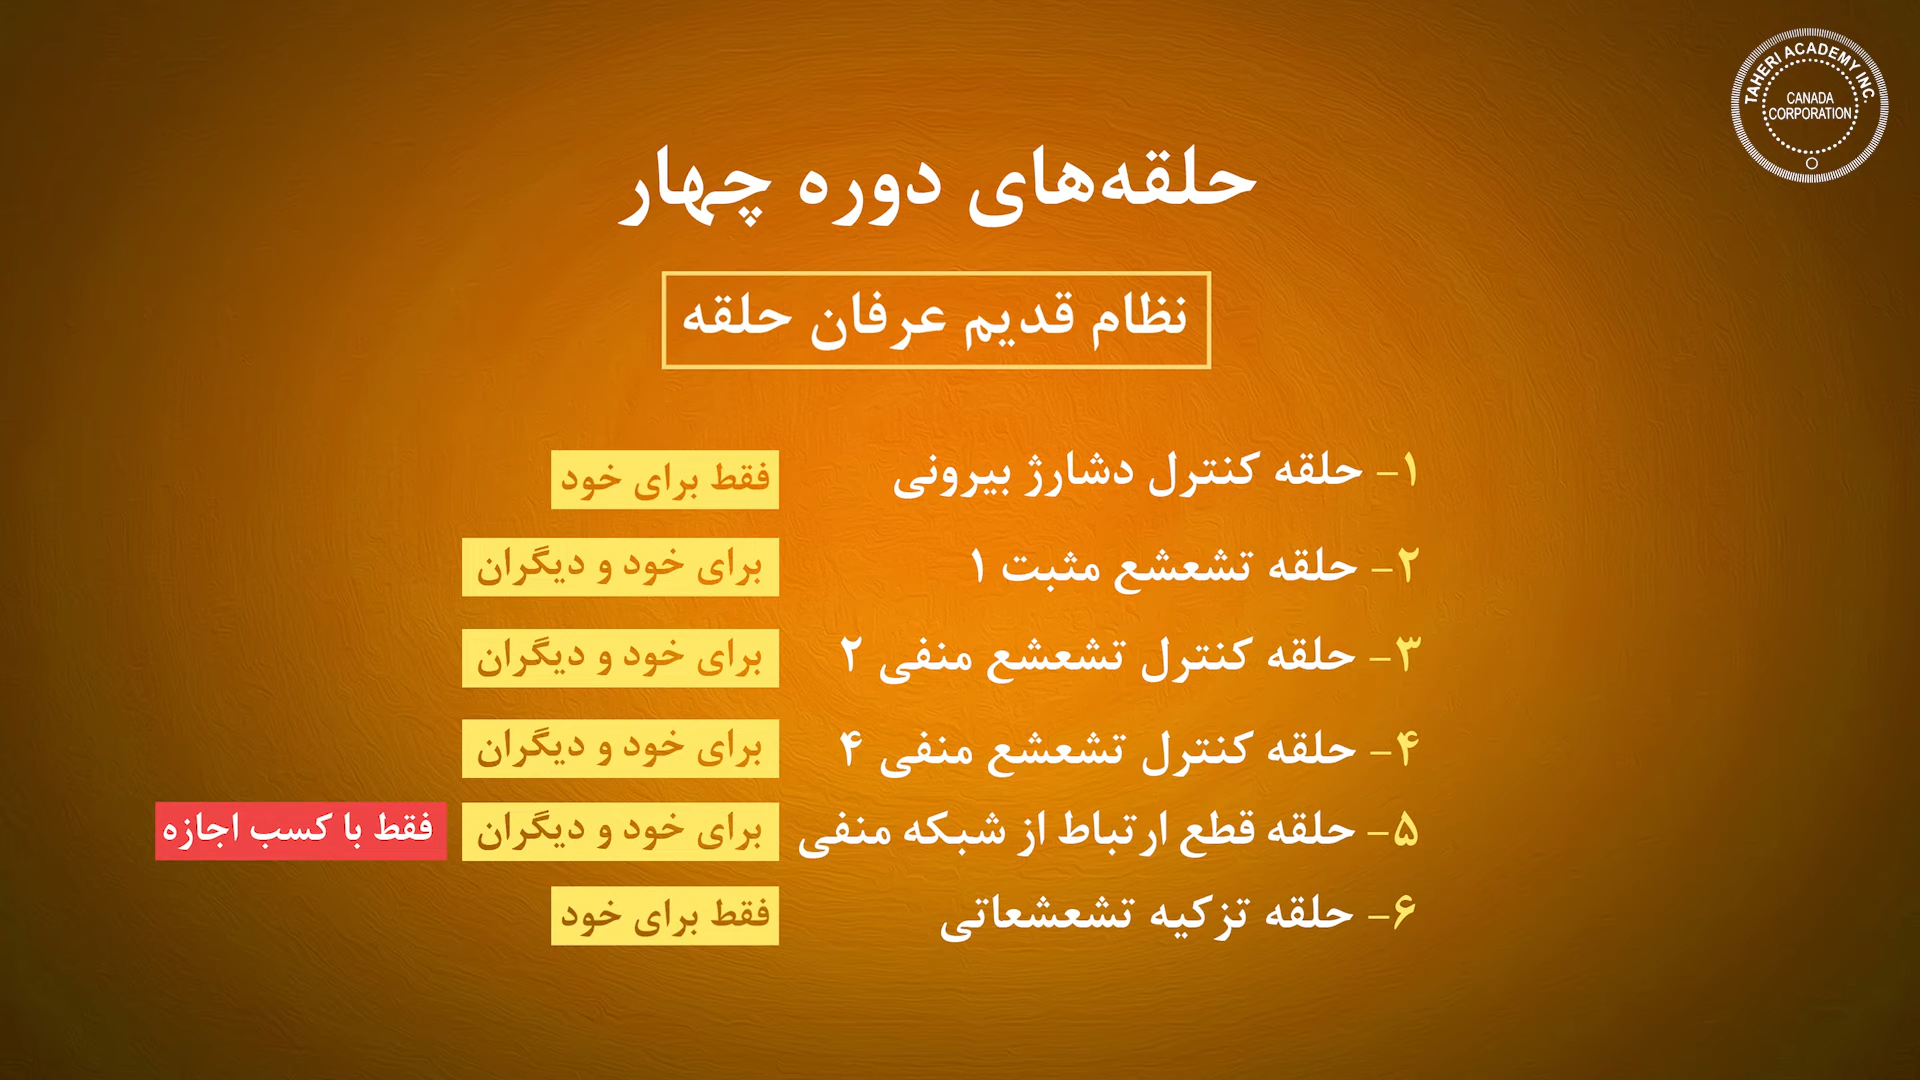 TAHERI ACADEMY INC.
CANADA
CORPORATION
حلقه‌های دوره چهار
نظام قدیم عرفان حلقه
۱- حلقه کنترل دشارژ بیرونی فقط برای خود
۲- حلقه تشعشع مثبت ۱ برای خود و دیگران
۳- حلقه کنترل تشعشع منفی ۲ برای خود و دیگران
۴- حلقه کنترل تشعشع منفی ۴ برای خود و دیگران
۵- حلقه قطع ارتباط از شبکه منفی برای خود و دیگران فقط با کسب اجازه
۶- حلقه تزکیه تشعشعاتی فقط برای خود